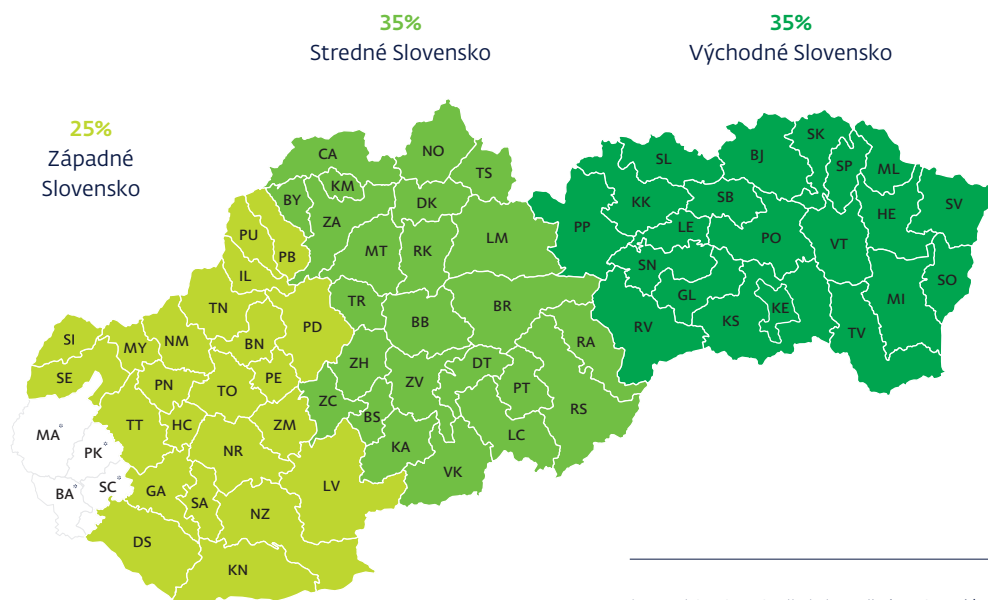 35%
Stredné Slovensko
35%
Východné Slovensko
25%
Západné
Slovensko
CA
NO
TS
KM
BY
ZA
DK
PU
PB
MT
RK
LM
IL
TN
PD
TR
BB
BR
SI
MY
NM
BN
ZH
DT
RA
SE
PN
TO
PE
ZC
ZV
PT
RS
BS
TT
HC
ZM
KA
LC
MA*
PK*
NR
VK
BA*
SC*
GA
SA
NZ
LV
DS
KN
SL
BJ
SK
SP
ML
SV
KK
SB
HE
PP
LE
PO
VT
SN
SO
GL
MI
KE
RV
KS
TV